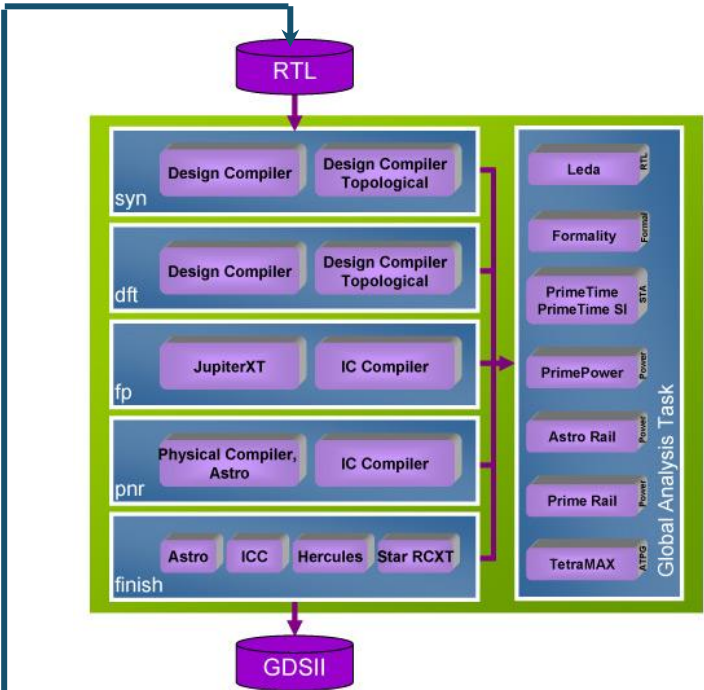 RTL
Design Compiler
Design Compiler
Topological
syn
Design Compiler
Design Compiler
Topological
dft
JupiterXT
IC Compiler
fp
Physical Compiler,
Astro
IC Compiler
pnr
Astro
ICC
Hercules
Star RCXT
finish
Leda
RTL
Formality
Formal
PrimeTime
PrimeTime SI
STA
PrimePower
Power
Astro Rail
Power
Prime Rail
Power
TetraMAX
ATPG
Global Analysis Task
GDSII